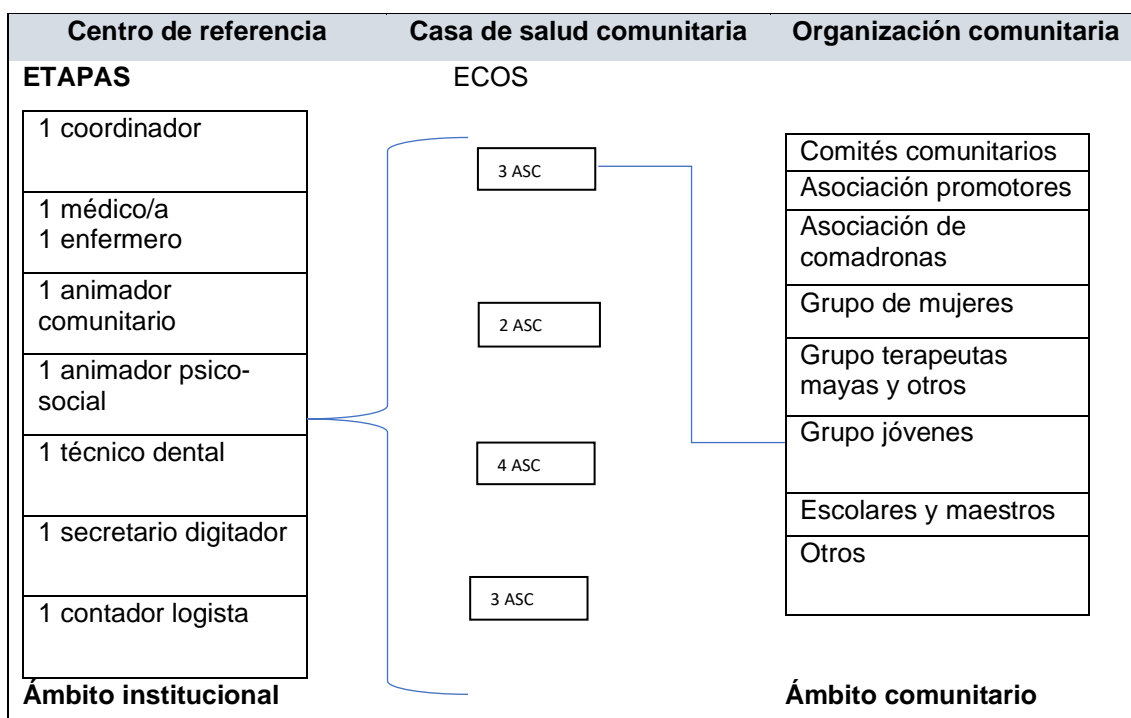 Centro de referencia
Casa de salud comunitaria
Organización comunitaria
ETAPAS
ECOS
1 coordinador
1 médico/a
1 enfermero
1 animador
comunitario
1 animador psico-
social
1 técnico dental
1 secretario digitador
1 contador logista
3 ASC
2 ASC
4 ASC
3 ASC
Comités comunitarios
Asociación promotores
Asociación de
comadronas
Grupo de mujeres
Grupo terapeutas
mayas y otros
Grupo jóvenes
Escolares y maestros
Otros
Ámbito institucional
Ámbito comunitario